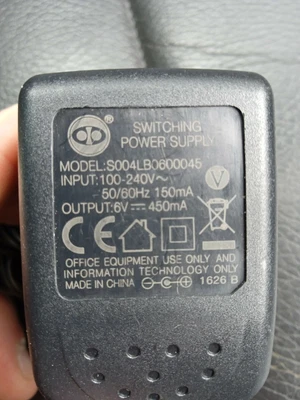 SWITCHING
POWER SUPPLY
MODEL:S004LB0600045
INPUT:100-240V~
50/60Hz 150mA
OUTPUT:6V⎓450mA
V
CE
OFFICE EQUIPMENT USE ONLY AND
INFORMATION TECHNOLOGY ONLY
MADE IN CHINA
1626 B